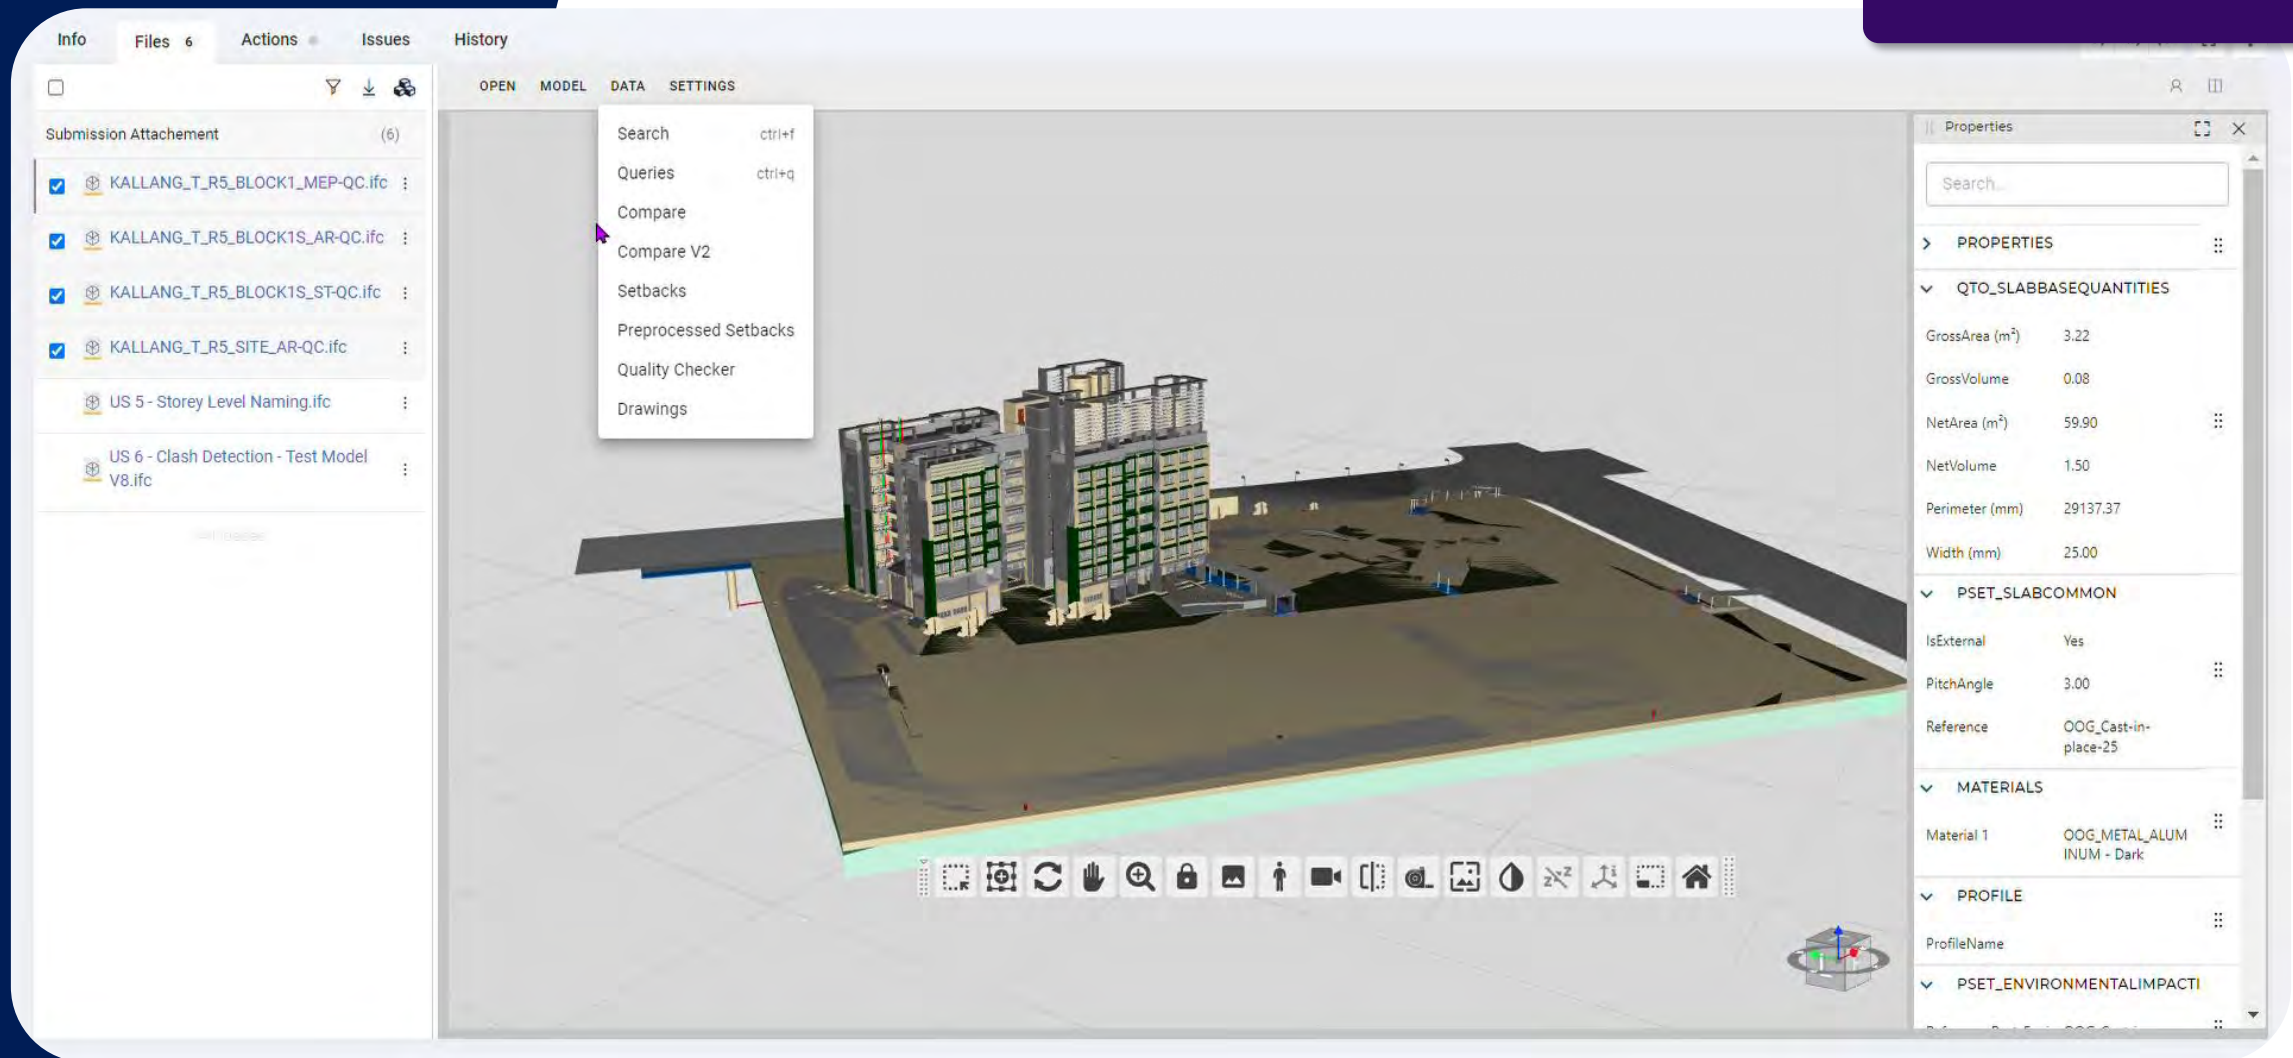 Info Files 6 Actions Issues History
OPEN MODEL DATA SETTINGS
Submission Attachement (6)
KALLANG_T_R5_BLOCK1_MEP-QC.ifc
KALLANG_T_R5_BLOCK1S_AR-QC.ifc
KALLANG_T_R5_BLOCK1S_ST-QC.ifc
KALLANG_T_R5_SITE_AR-QC.ifc
US 5 - Storey Level Naming.ifc
US 6 - Clash Detection - Test Model
V8.ifc
Search ctrl+f
Queries ctrl+q
Compare
Compare V2
Setbacks
Preprocessed Setbacks
Quality Checker
Drawings
Properties
Search...
PROPERTIES
QTO_SLABBASEQUANTITIES
GrossArea (m²) 3.22
GrossVolume 0.08
NetArea (m²) 59.90
NetVolume 1.50
Perimeter (mm) 29137.37
Width (mm) 25.00
PSET_SLABCOMMON
IsExternal Yes
PitchAngle 3.00
Reference OOG_Cast-in-
place-25
MATERIALS
Material 1 OOG_METAL_ALUM
INUM - Dark
PROFILE
ProfileName
PSET_ENVIRONMENTALIMPACTI